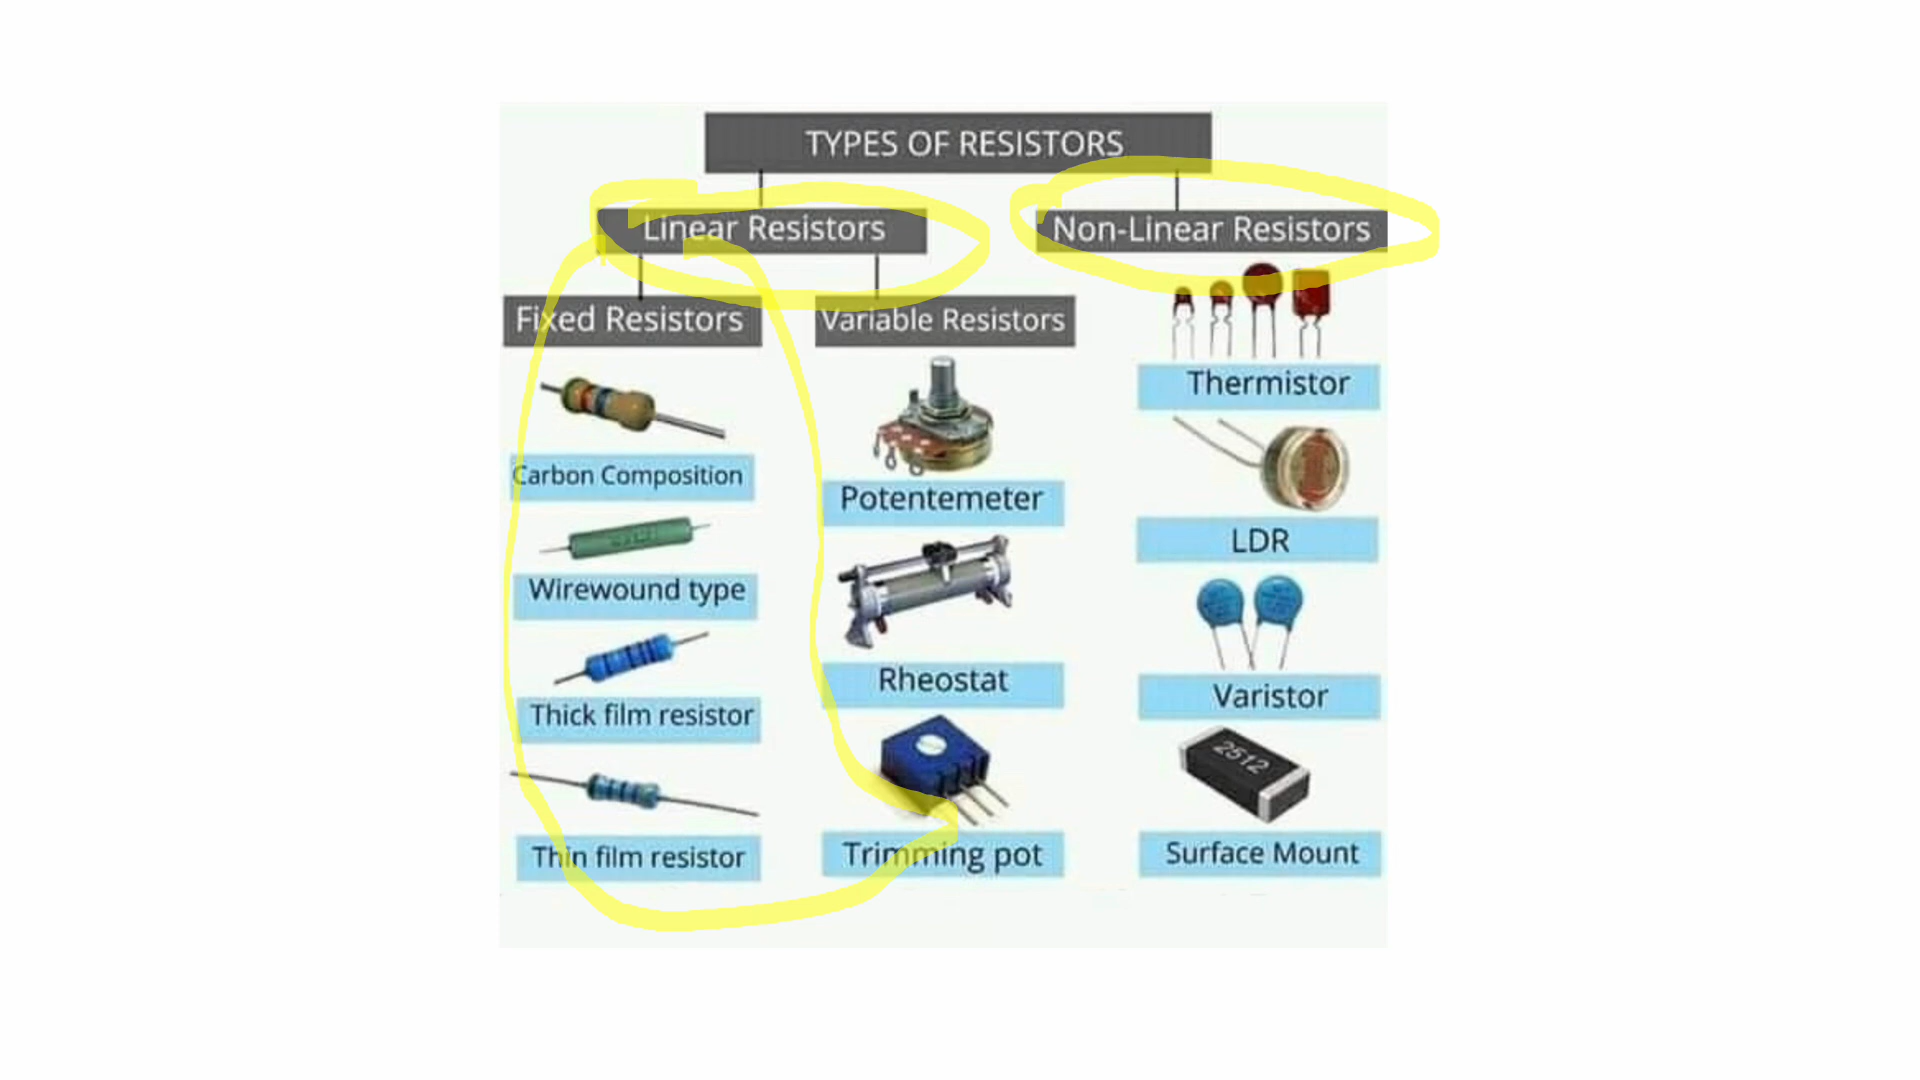 TYPES OF RESISTORS
Linear Resistors
Non-Linear Resistors
Fixed Resistors
Variable Resistors
Carbon Composition
Wirewound type
Thick film resistor
Thin film resistor
Potentemeter
Rheostat
Trimming pot
Thermistor
LDR
Varistor
2512
Surface Mount